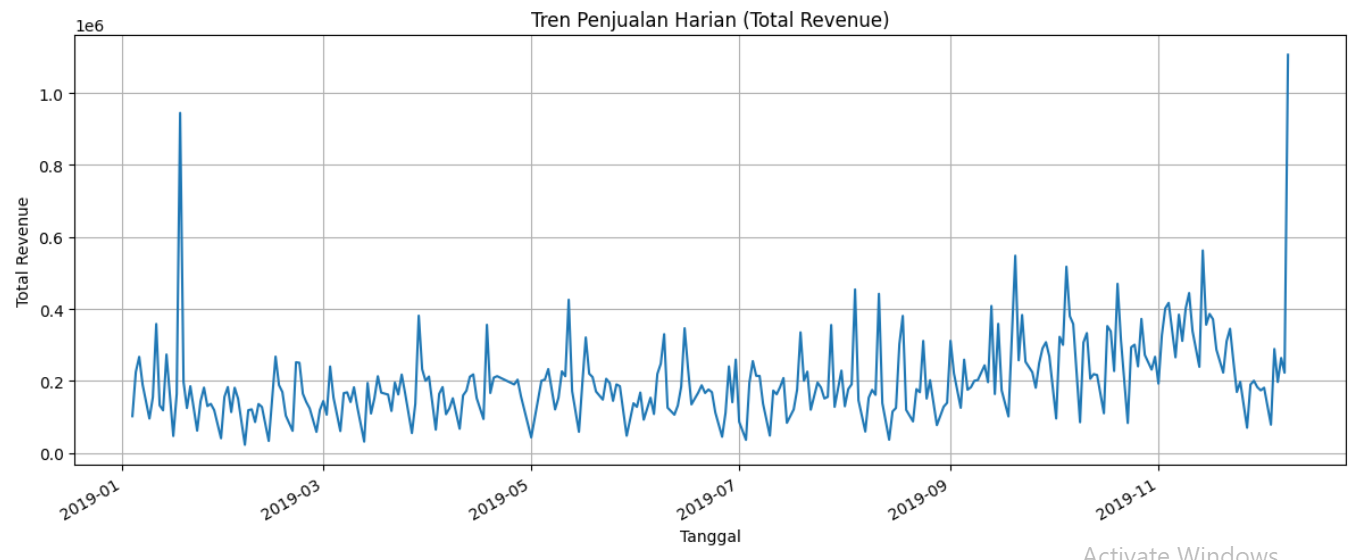 Tren Penjualan Harian (Total Revenue)
1e6
1.0
0.8
0.6
0.4
0.2
0.0
Total Revenue
2019-01
2019-03
2019-05
2019-07
2019-09
2019-11
Tanggal
Activate Windows